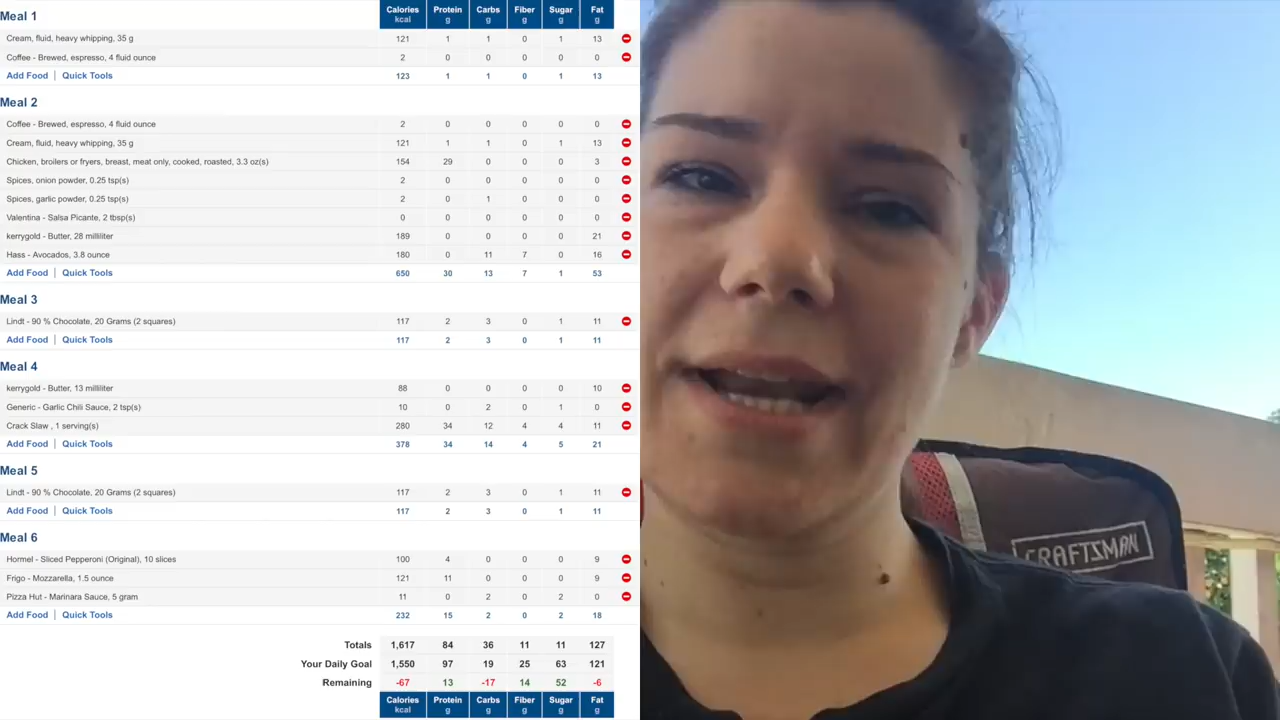 Calories Protein Carbs Fiber Sugar Fat
Meal 1 kcal g g g g g
Cream, fluid, heavy whipping, 35 g 121 1 1 0 1 13
Coffee - Brewed, espresso, 4 fluid ounce 2 0 0 0 0 0
Add Food | Quick Tools 123 1 1 0 1 13
Meal 2
Coffee - Brewed, espresso, 4 fluid ounce 2 0 0 0 0 0
Cream, fluid, heavy whipping, 35 g 121 1 1 0 1 13
Chicken, broilers or fryers, breast, meat only, cooked, roasted, 3.3 oz(s) 154 29 0 0 0 3
Spices, onion powder, 0.25 tsp(s) 2 0 0 0 0 0
Spices, garlic powder, 0.25 tsp(s) 2 0 1 0 0 0
Valentina - Salsa Picante, 2 tbsp(s) 0 0 0 0 0 0
kerrygold - Butter, 28 milliliter 189 0 0 0 0 21
Hass - Avocados, 3.8 ounce 180 0 11 7 0 16
Add Food | Quick Tools 650 30 13 7 1 53
Meal 3
Lindt - 90 % Chocolate, 20 Grams (2 squares) 117 2 3 0 1 11
Add Food | Quick Tools 117 2 3 0 1 11
Meal 4
kerrygold - Butter, 13 milliliter 88 0 0 0 0 10
Generic - Garlic Chili Sauce, 2 tsp(s) 10 0 2 0 1 0
Crack Slaw , 1 serving(s) 280 34 12 4 4 11
Add Food | Quick Tools 378 34 14 4 5 21
Meal 5
Lindt - 90 % Chocolate, 20 Grams (2 squares) 117 2 3 0 1 11
Add Food | Quick Tools 117 2 3 0 1 11
Meal 6
Hormel - Sliced Pepperoni (Original), 10 slices 100 4 0 0 0 9
Frigo - Mozzarella, 1.5 ounce 121 11 0 0 0 9
Pizza Hut - Marinara Sauce, 5 gram 11 0 2 0 2 0
Add Food | Quick Tools 232 15 2 0 2 18
Totals 1,617 84 36 11 11 127
Your Daily Goal 1,550 97 19 25 63 121
Remaining -67 13 -17 14 52 -6
Calories Protein Carbs Fiber Sugar Fat
kcal g g g g g
CRAFTSMAN